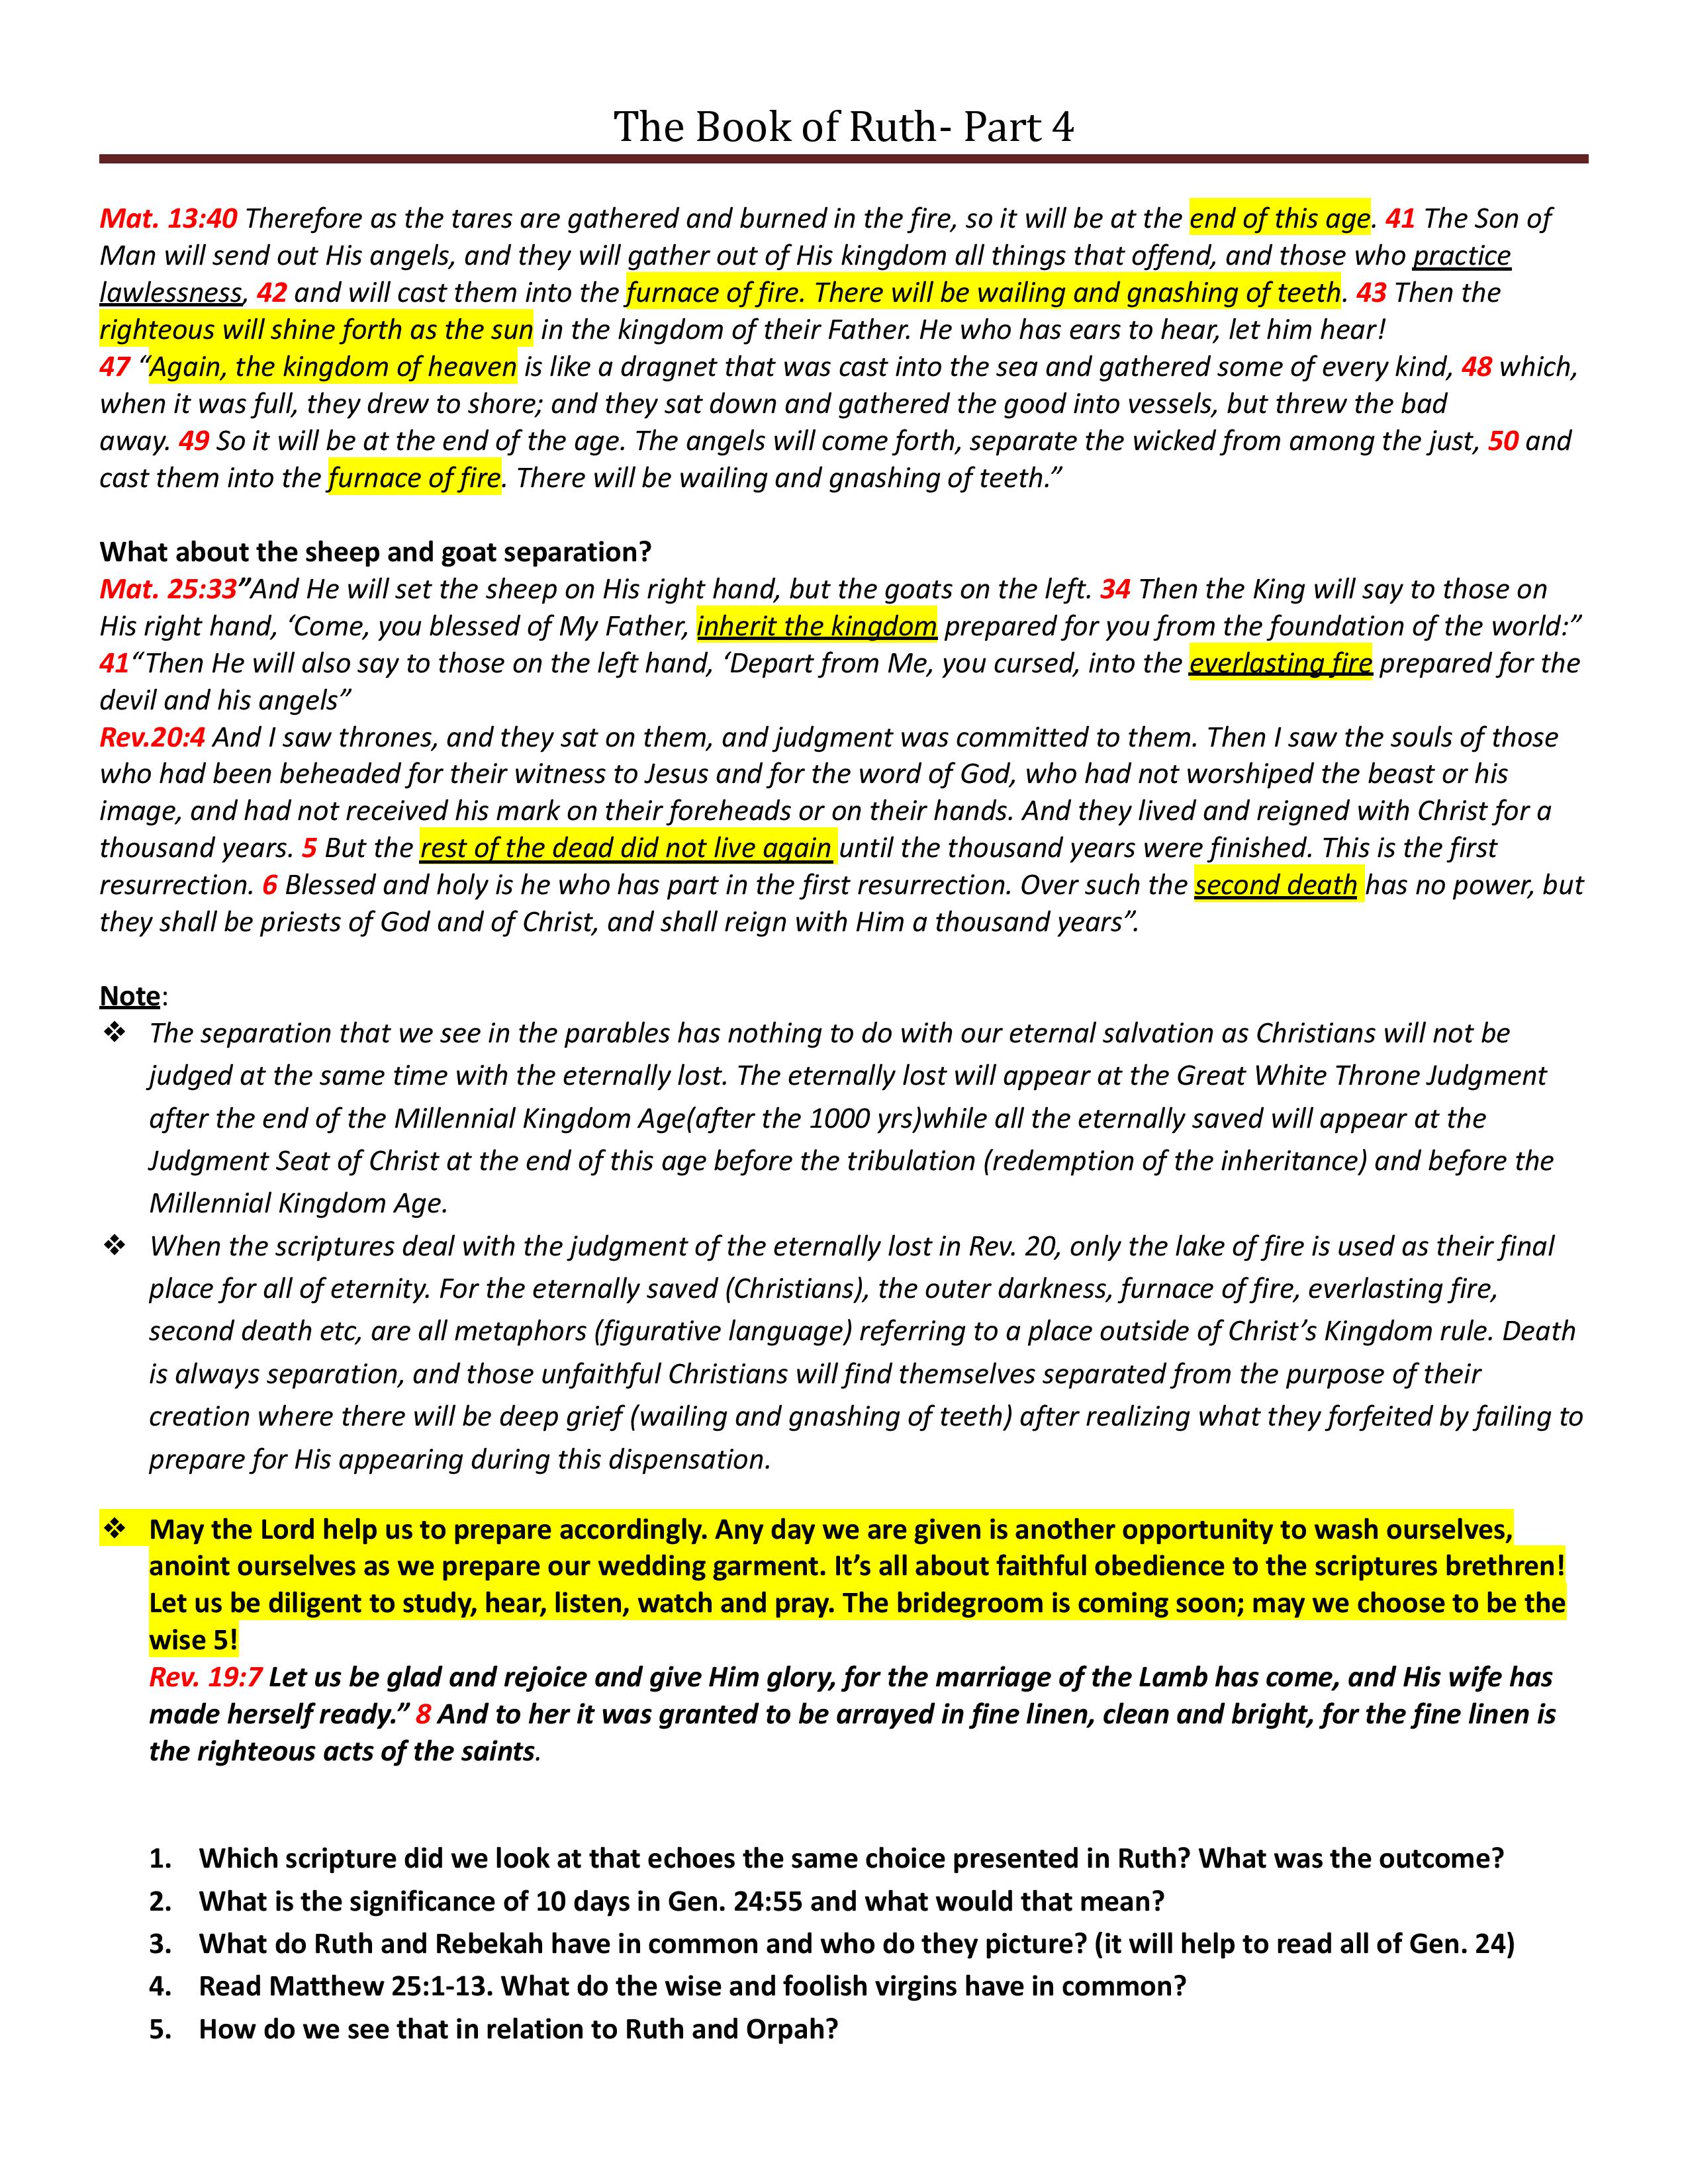 The Book of Ruth- Part 4
Mat. 13:40 Therefore as the tares are gathered and burned in the fire, so it will be at the end of this age. 41 The Son of
Man will send out His angels, and they will gather out of His kingdom all things that offend, and those who practice
lawlessness, 42 and will cast them into the furnace of fire. There will be wailing and gnashing of teeth. 43 Then the
righteous will shine forth as the sun in the kingdom of their Father. He who has ears to hear, let him hear!
47 “Again, the kingdom of heaven is like a dragnet that was cast into the sea and gathered some of every kind, 48 which,
when it was full, they drew to shore; and they sat down and gathered the good into vessels, but threw the bad
away. 49 So it will be at the end of the age. The angels will come forth, separate the wicked from among the just, 50 and
cast them into the furnace of fire. There will be wailing and gnashing of teeth.”
What about the sheep and goat separation?
Mat. 25:33”And He will set the sheep on His right hand, but the goats on the left. 34 Then the King will say to those on
His right hand, ‘Come, you blessed of My Father, inherit the kingdom prepared for you from the foundation of the world:”
41“Then He will also say to those on the left hand, ‘Depart from Me, you cursed, into the everlasting fire prepared for the
devil and his angels”
Rev.20:4 And I saw thrones, and they sat on them, and judgment was committed to them. Then I saw the souls of those
who had been beheaded for their witness to Jesus and for the word of God, who had not worshiped the beast or his
image, and had not received his mark on their foreheads or on their hands. And they lived and reigned with Christ for a
thousand years. 5 But the rest of the dead did not live again until the thousand years were finished. This is the first
resurrection. 6 Blessed and holy is he who has part in the first resurrection. Over such the second death has no power, but
they shall be priests of God and of Christ, and shall reign with Him a thousand years”.
Note:
❖ The separation that we see in the parables has nothing to do with our eternal salvation as Christians will not be
judged at the same time with the eternally lost. The eternally lost will appear at the Great White Throne Judgment
after the end of the Millennial Kingdom Age(after the 1000 yrs)while all the eternally saved will appear at the
Judgment Seat of Christ at the end of this age before the tribulation (redemption of the inheritance) and before the
Millennial Kingdom Age.
❖ When the scriptures deal with the judgment of the eternally lost in Rev. 20, only the lake of fire is used as their final
place for all of eternity. For the eternally saved (Christians), the outer darkness, furnace of fire, everlasting fire,
second death etc, are all metaphors (figurative language) referring to a place outside of Christ’s Kingdom rule. Death
is always separation, and those unfaithful Christians will find themselves separated from the purpose of their
creation where there will be deep grief (wailing and gnashing of teeth) after realizing what they forfeited by failing to
prepare for His appearing during this dispensation.
❖ May the Lord help us to prepare accordingly. Any day we are given is another opportunity to wash ourselves,
anoint ourselves as we prepare our wedding garment. It’s all about faithful obedience to the scriptures brethren!
Let us be diligent to study, hear, listen, watch and pray. The bridegroom is coming soon; may we choose to be the
wise 5!
Rev. 19:7 Let us be glad and rejoice and give Him glory, for the marriage of the Lamb has come, and His wife has
made herself ready.” 8 And to her it was granted to be arrayed in fine linen, clean and bright, for the fine linen is
the righteous acts of the saints.
1. Which scripture did we look at that echoes the same choice presented in Ruth? What was the outcome?
2. What is the significance of 10 days in Gen. 24:55 and what would that mean?
3. What do Ruth and Rebekah have in common and who do they picture? (it will help to read all of Gen. 24)
4. Read Matthew 25:1-13. What do the wise and foolish virgins have in common?
5. How do we see that in relation to Ruth and Orpah?